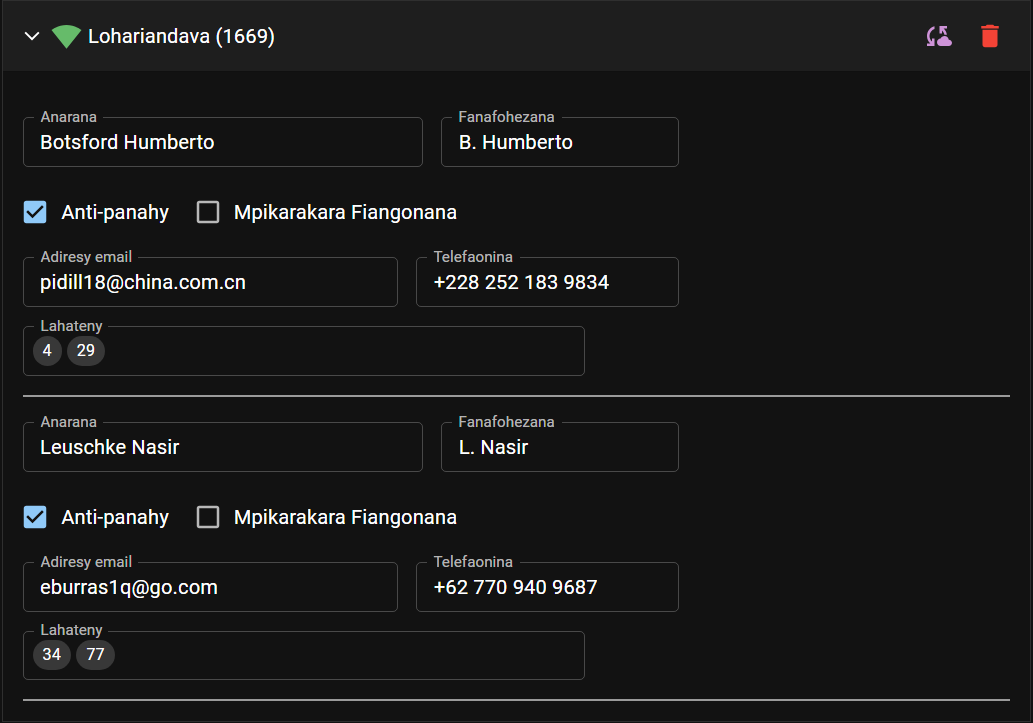 Lohariandava (1669)
Anarana
Fanafohezana
Botsford Humberto
B. Humberto
Anti-panahy
Mpikarakara Fiangonana
Adiresy email
Telefaonina
pidill18@china.com.cn
+228 252 183 9834
Lahateny
4 29
Anarana
Fanafohezana
Leuschke Nasir
L. Nasir
Anti-panahy
Mpikarakara Fiangonana
Adiresy email
Telefaonina
eburras1q@go.com
+62 770 940 9687
Lahateny
34 77